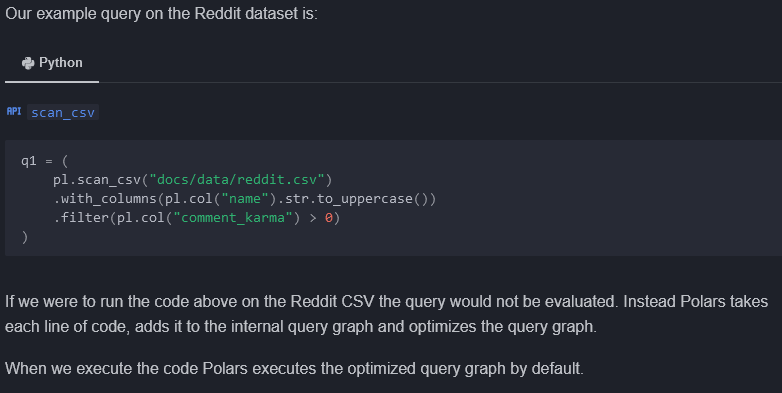 Our example query on the Reddit dataset is:
Python
API scan_csv
q1 = (
    pl.scan_csv("docs/data/reddit.csv")
    .with_columns(pl.col("name").str.to_uppercase())
    .filter(pl.col("comment_karma") > 0)
)
If we were to run the code above on the Reddit CSV the query would not be evaluated. Instead Polars takes
each line of code, adds it to the internal query graph and optimizes the query graph.
When we execute the code Polars executes the optimized query graph by default.